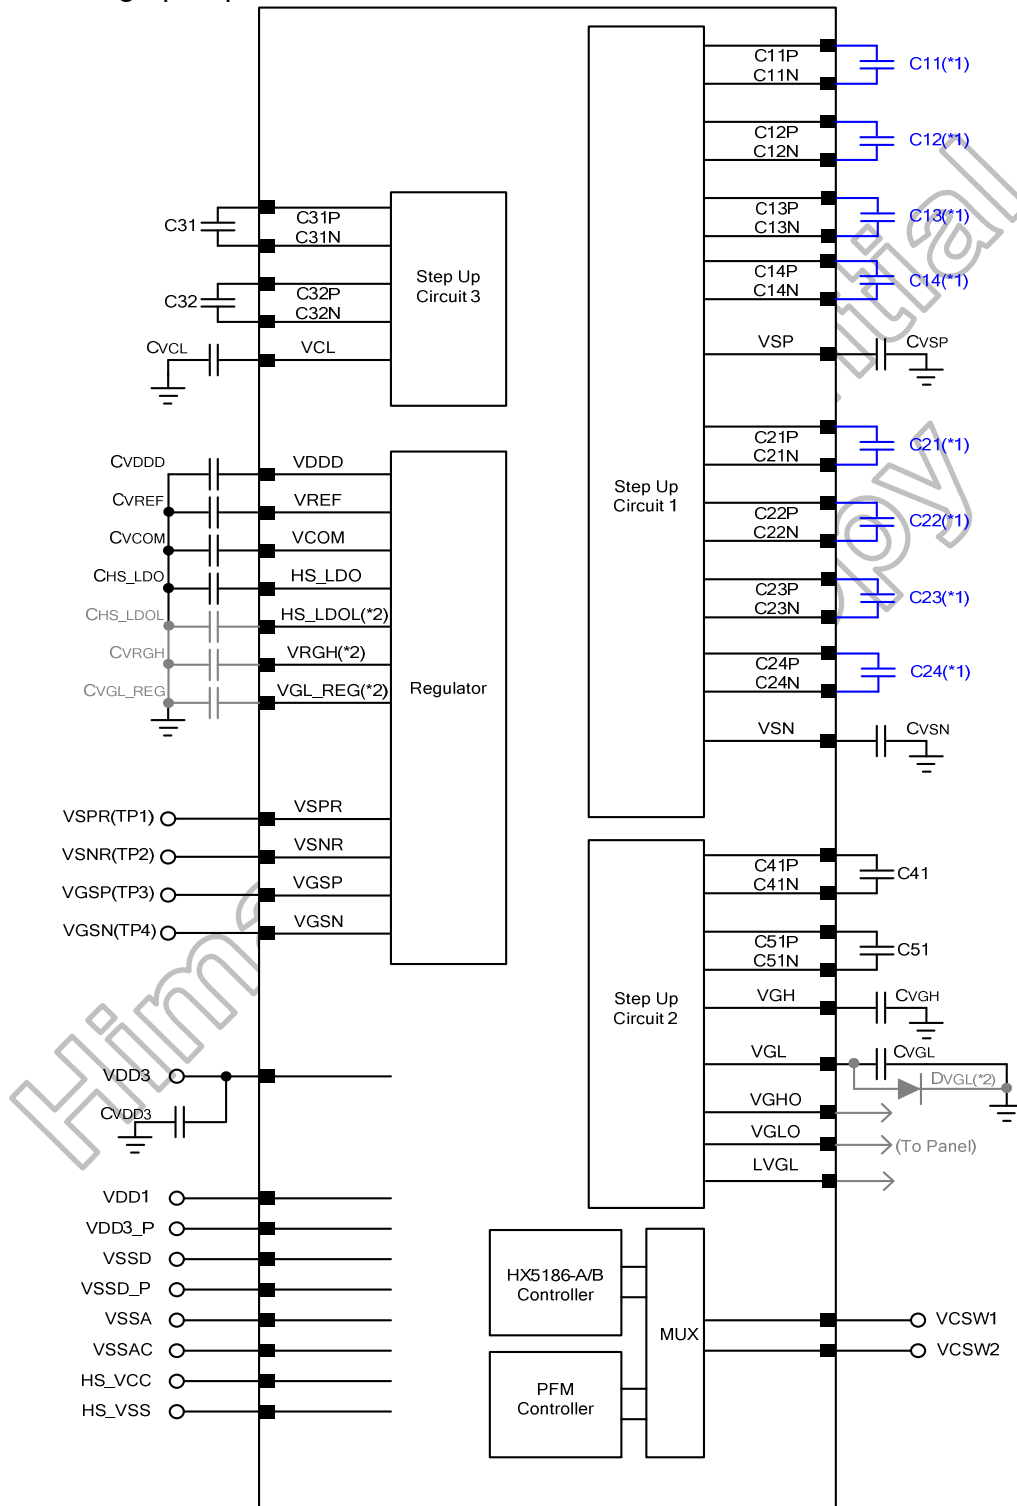 C11P
C11N
C11(*1)
C12P
C12N
C12(*1)
C13P
C13N
C13(*1)
C14P
C14N
C14(*1)
VSP
CVSP
C21P
C21N
C21(*1)
C22P
C22N
C22(*1)
C23P
C23N
C23(*1)
C24P
C24N
C24(*1)
VSN
CVSN
Step Up
Circuit 1
C31
C31P
C31N
C32
C32P
C32N
CVCL
VCL
Step Up
Circuit 3
CVDDD
VDDD
CVREF
VREF
CVCOM
VCOM
CHS_LDO
HS_LDO
CHS_LDOL
HS_LDOL(*2)
CVRGH
VRGH(*2)
CVGL_REG
VGL_REG(*2)
Regulator
VSPR(TP1)
VSPR
VSNR(TP2)
VSNR
VGSP(TP3)
VGSP
VGSN(TP4)
VGSN
C41P
C41N
C41
C51P
C51N
C51
Step Up
Circuit 2
VGH
CVGH
VGL
CVGL
DVGL(*2)
VGHO
VGLO
(To Panel)
LVGL
VDD3
CVDD3
VDD1
VDD3_P
VSSD
VSSD_P
VSSA
VSSAC
HS_VCC
HS_VSS
HX5186-A/B
Controller
PFM
Controller
MUX
VCSW1
VCSW2